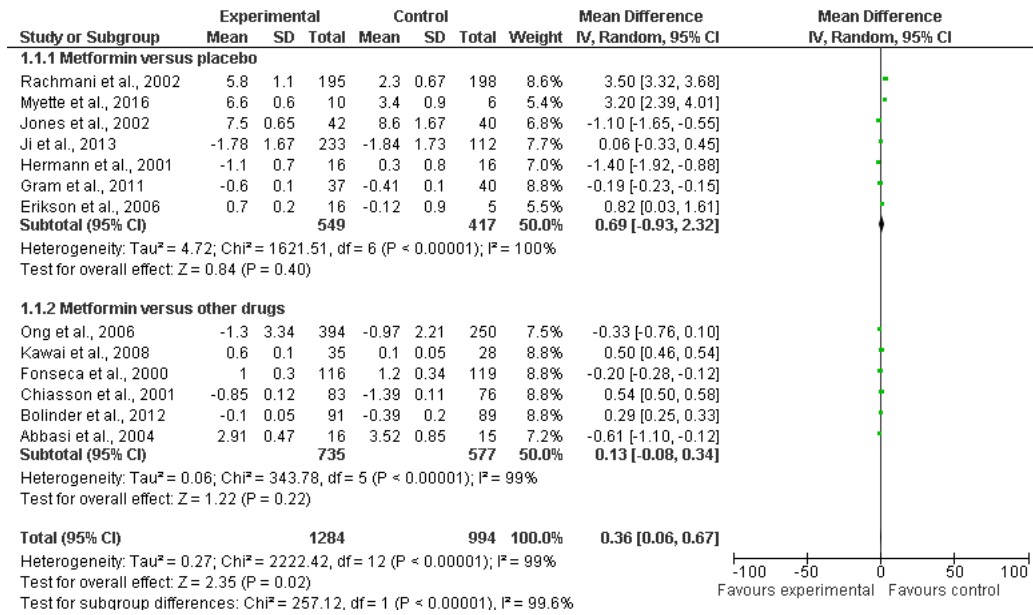 Experimental Control Mean Difference Mean Difference
Study or Subgroup Mean SD Total Mean SD Total Weight IV, Random, 95% CI IV, Random, 95% CI
1.1.1 Metformin versus placebo
Rachmani et al., 2002 5.8 1.1 195 2.3 0.67 198 8.6% 3.50 [3.32, 3.68]
Myette et al., 2016 6.6 0.6 10 3.4 0.9 6 5.4% 3.20 [2.39, 4.01]
Jones et al., 2002 7.5 0.65 42 8.6 1.67 40 6.8% -1.10 [-1.65, -0.55]
Ji et al., 2013 -1.78 1.67 233 -1.84 1.73 112 7.7% 0.06 [-0.33, 0.45]
Hermann et al., 2001 -1.1 0.7 16 0.3 0.8 16 7.0% -1.40 [-1.92, -0.88]
Gram et al., 2011 -0.6 0.1 37 -0.41 0.1 40 8.8% -0.19 [-0.23, -0.15]
Erikson et al., 2006 0.7 0.2 16 -0.12 0.9 5 5.5% 0.82 [0.03, 1.61]
Subtotal (95% CI) 549 417 50.0% 0.69 [-0.93, 2.32]
Heterogeneity: Tau² = 4.72; Chi² = 1621.51, df = 6 (P < 0.00001); I² = 100%
Test for overall effect: Z = 0.84 (P = 0.40)
1.1.2 Metformin versus other drugs
Ong et al., 2006 -1.3 3.34 394 -0.97 2.21 250 7.5% -0.33 [-0.76, 0.10]
Kawai et al., 2008 0.6 0.1 35 0.1 0.05 28 8.8% 0.50 [0.46, 0.54]
Fonseca et al., 2000 1 0.3 116 1.2 0.34 119 8.8% -0.20 [-0.28, -0.12]
Chiasson et al., 2001 -0.85 0.12 83 -1.39 0.11 76 8.8% 0.54 [0.50, 0.58]
Bolinder et al., 2012 -0.1 0.05 91 -0.39 0.2 89 8.8% 0.29 [0.25, 0.33]
Abbasi et al., 2004 2.91 0.47 16 3.52 0.85 15 7.2% -0.61 [-1.10, -0.12]
Subtotal (95% CI) 735 577 50.0% 0.13 [-0.08, 0.34]
Heterogeneity: Tau² = 0.06; Chi² = 343.78, df = 5 (P < 0.00001); I² = 99%
Test for overall effect: Z = 1.22 (P = 0.22)
Total (95% CI) 1284 994 100.0% 0.36 [0.06, 0.67]
Heterogeneity: Tau² = 0.27; Chi² = 2222.42, df = 12 (P < 0.00001); I² = 99%
Test for overall effect: Z = 2.35 (P = 0.02)
Test for subgroup differences: Chi² = 257.12, df = 1 (P < 0.00001), I² = 99.6%
-100 -50 0 50 100
Favours experimental Favours control